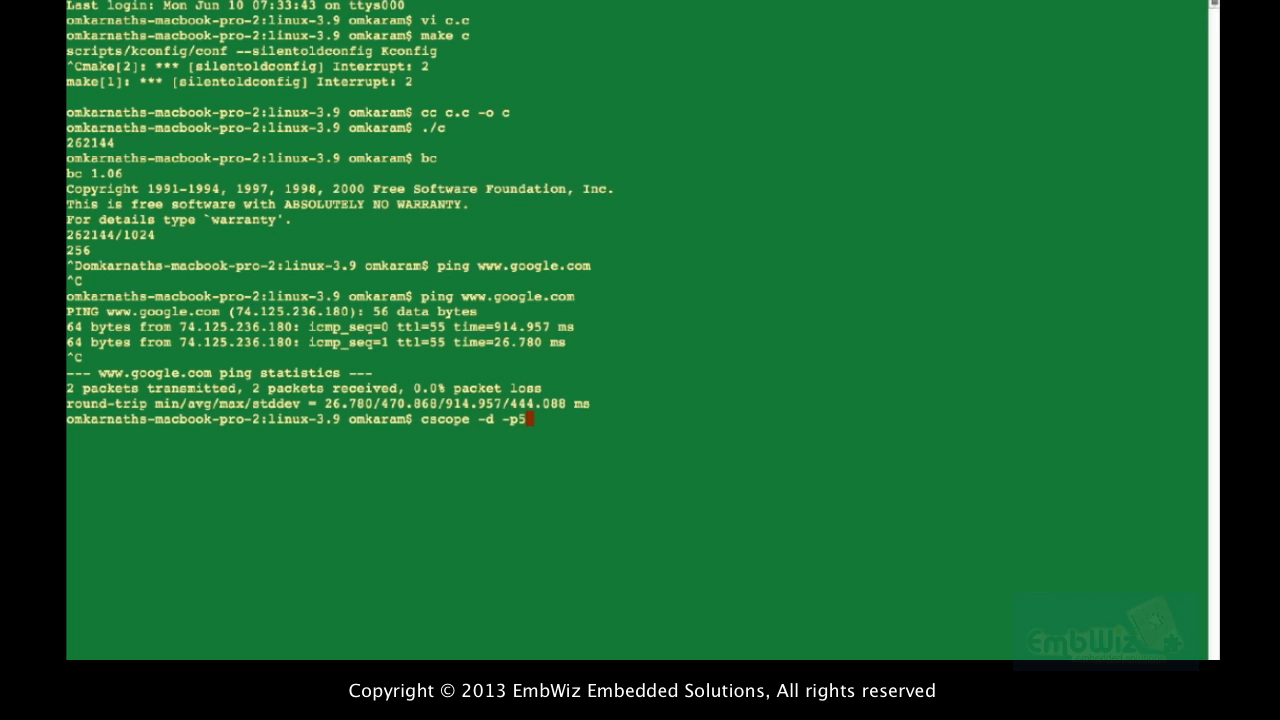 Last login: Mon Jun 10 07:33:43 on ttys000
omkarnaths-macbook-pro-2:linux-3.9 omkaram$ vi c.c
omkarnaths-macbook-pro-2:linux-3.9 omkaram$ make c
scripts/kconfig/conf --silentoldconfig Kconfig
^Cmake[2]: *** [silentoldconfig] Interrupt: 2
make[1]: *** [silentoldconfig] Interrupt: 2
omkarnaths-macbook-pro-2:linux-3.9 omkaram$ cc c.c -o c
omkarnaths-macbook-pro-2:linux-3.9 omkaram$ ./c
262144
omkarnaths-macbook-pro-2:linux-3.9 omkaram$ bc
bc 1.06
Copyright 1991-1994, 1997, 1998, 2000 Free Software Foundation, Inc.
This is free software with ABSOLUTELY NO WARRANTY.
For details type `warranty'.
262144/1024
256
^Domkarnaths-macbook-pro-2:linux-3.9 omkaram$ ping www.google.com
^C
omkarnaths-macbook-pro-2:linux-3.9 omkaram$ ping www.google.com
PING www.google.com (74.125.236.180): 56 data bytes
64 bytes from 74.125.236.180: icmp_seq=0 ttl=55 time=914.957 ms
64 bytes from 74.125.236.180: icmp_seq=1 ttl=55 time=26.780 ms
^C
--- www.google.com ping statistics ---
2 packets transmitted, 2 packets received, 0.0% packet loss
round-trip min/avg/max/stddev = 26.780/470.868/914.957/444.088 ms
omkarnaths-macbook-pro-2:linux-3.9 omkaram$ cscope -d -p5
EmbWiz
embedded solutions
Copyright © 2013 EmbWiz Embedded Solutions, All rights reserved